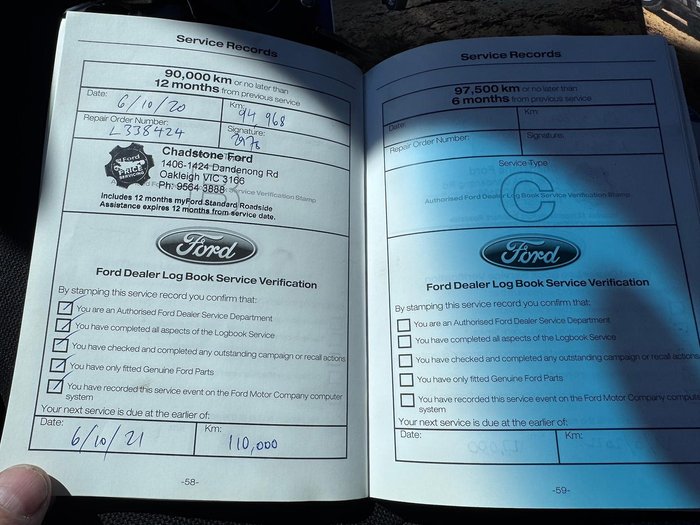 Service Records
90,000 km or no later than
12 months from previous service
Date: 6/10/20
Km: 94 968
Repair Order Number: L338424
Signature:
Ford
PRICE
SERVICING
Chadstone Ford
1406-1424 Dandenong Rd
Oakleigh VIC 3166
Ph: 9564 3888
Service Verification Stamp
Includes 12 months myFord Standard Roadside
Assistance expires 12 months from service date.
Ford
Ford Dealer Log Book Service Verification
By stamping this service record you confirm that:
You are an Authorised Ford Dealer Service Department
You have completed all aspects of the Logbook Service
You have checked and completed any outstanding campaign or recall actions
You have only fitted Genuine Ford Parts
You have recorded this service event on the Ford Motor Company computer
system
Your next service is due at the earlier of:
Date: 6/10/21
Km: 110,000
-58-
Service Records
97,500 km or no later than
6 months from previous service
Date:
Km:
Repair Order Number:
Signature:
Service Type
C
Authorised Ford Dealer Log Book Service Verification Stamp
Ford
Ford Dealer Log Book Service Verification
By stamping this service record you confirm that:
You are an Authorised Ford Dealer Service Department
You have completed all aspects of the Logbook Service
You have checked and completed any outstanding campaign or recall actions
You have only fitted Genuine Ford Parts
You have recorded this service event on the Ford Motor Company computer
system
Your next service is due at the earlier of:
Date:
Km:
-59-